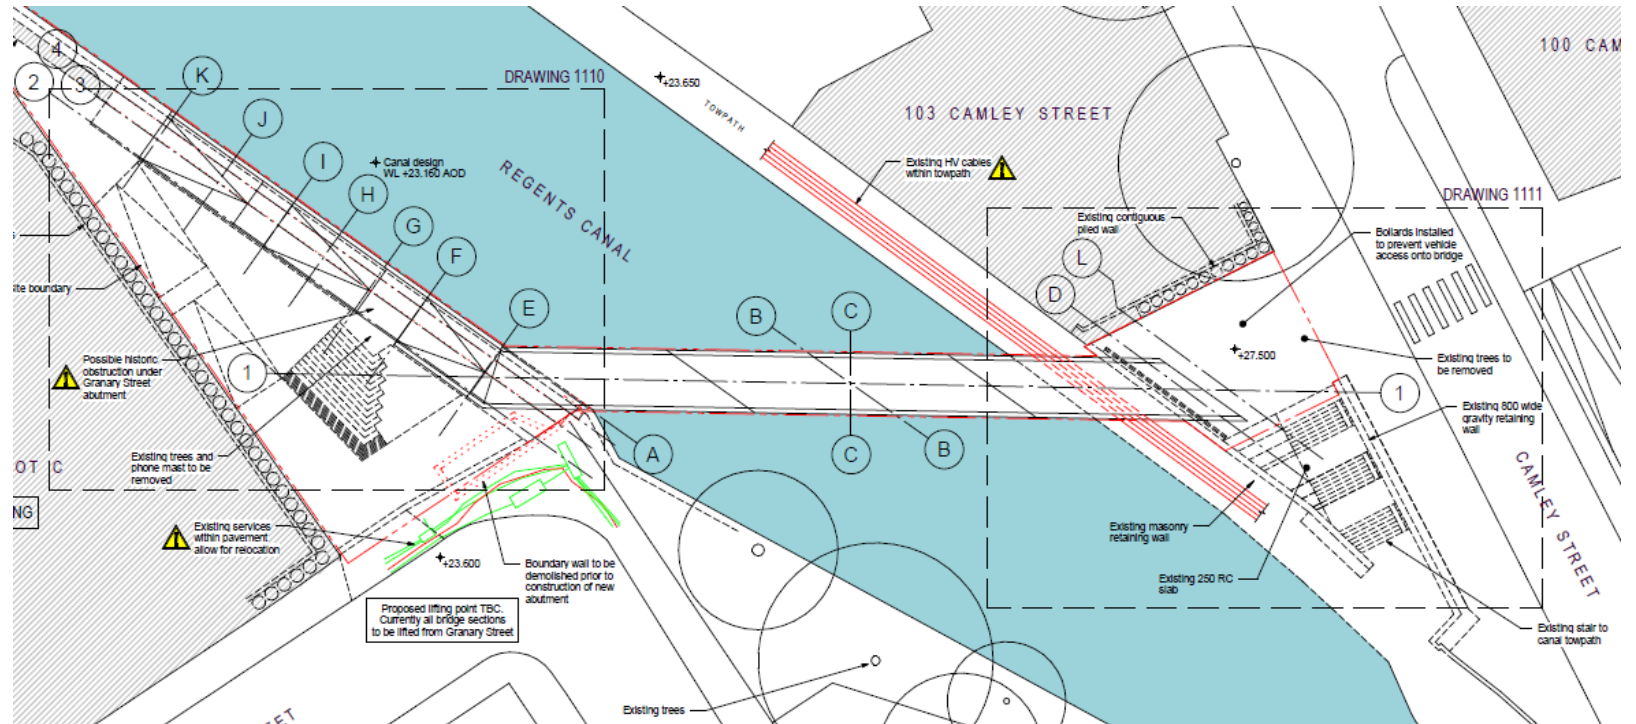 4
2
3
K
J
I
H
G
F
E
DRAWING 1110
Canal design
WL +23.160 AOD
REGENTS CANAL
+23.650
TOWPATH
103 CAMLEY STREET
100 CAM
Existing HV cables
within towpath
DRAWING 1111
Existing contiguous
piled wall
Bollards installed
to prevent vehicle
access onto bridge
L
D
B
C
+27.500
Existing trees to
be removed
1
1
Existing 800 wide
gravity retaining
wall
site boundary
Possible historic
obstruction under
Granary Street
abutment
Existing trees and
phone mast to be
removed
OT C
NG
A
C
B
CAMLEY STREET
Existing masonry
retaining wall
Existing 250 RC
slab
Existing stair to
canal towpath
Existing services
within pavement
allow for relocation
+23.600
Boundary wall to be
demolished prior to
construction of new
abutment
Proposed lifting point TBC.
Currently all bridge sections
to be lifted from Granary Street
Existing trees
EET